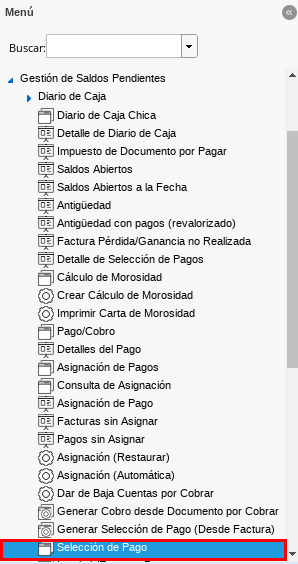 Menú
Buscar:
Gestión de Saldos Pendientes
Diario de Caja
Diario de Caja Chica
Detalle de Diario de Caja
Impuesto de Documento por Pagar
Saldos Abiertos
Saldos Abiertos a la Fecha
Antigüedad
Antigüedad con pagos (revalorizado)
Factura Pérdida/Ganancia no Realizada
Detalle de Selección de Pagos
Cálculo de Morosidad
Crear Cálculo de Morosidad
Imprimir Carta de Morosidad
Pago/Cobro
Detalles del Pago
Asignación de Pagos
Consulta de Asignación
Asignación de Pago
Facturas sin Asignar
Pagos sin Asignar
Asignación (Restaurar)
Asignación (Automática)
Dar de Baja Cuentas por Cobrar
Generar Cobro desde Documento por Cobrar
Generar Selección de Pago (Desde Factura)
Selección de Pago